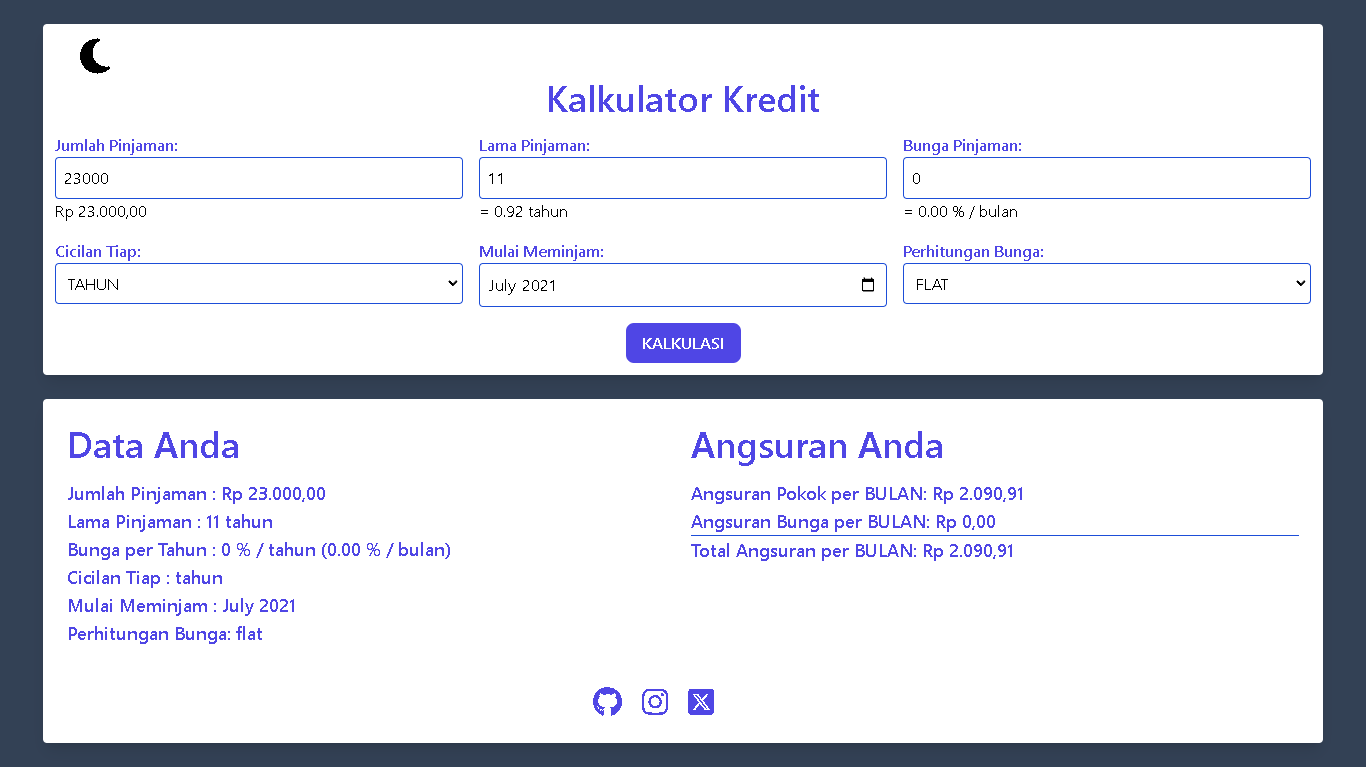 Kalkulator Kredit
Jumlah Pinjaman:
23000
Rp 23.000,00
Lama Pinjaman:
11
= 0.92 tahun
Bunga Pinjaman:
0
= 0.00 % / bulan
Cicilan Tiap:
TAHUN
Mulai Meminjam:
July 2021
Perhitungan Bunga:
FLAT
KALKULASI
Data Anda
Jumlah Pinjaman : Rp 23.000,00
Lama Pinjaman : 11 tahun
Bunga per Tahun : 0 % / tahun (0.00 % / bulan)
Cicilan Tiap : tahun
Mulai Meminjam : July 2021
Perhitungan Bunga: flat
Angsuran Anda
Angsuran Pokok per BULAN: Rp 2.090,91
Angsuran Bunga per BULAN: Rp 0,00
Total Angsuran per BULAN: Rp 2.090,91